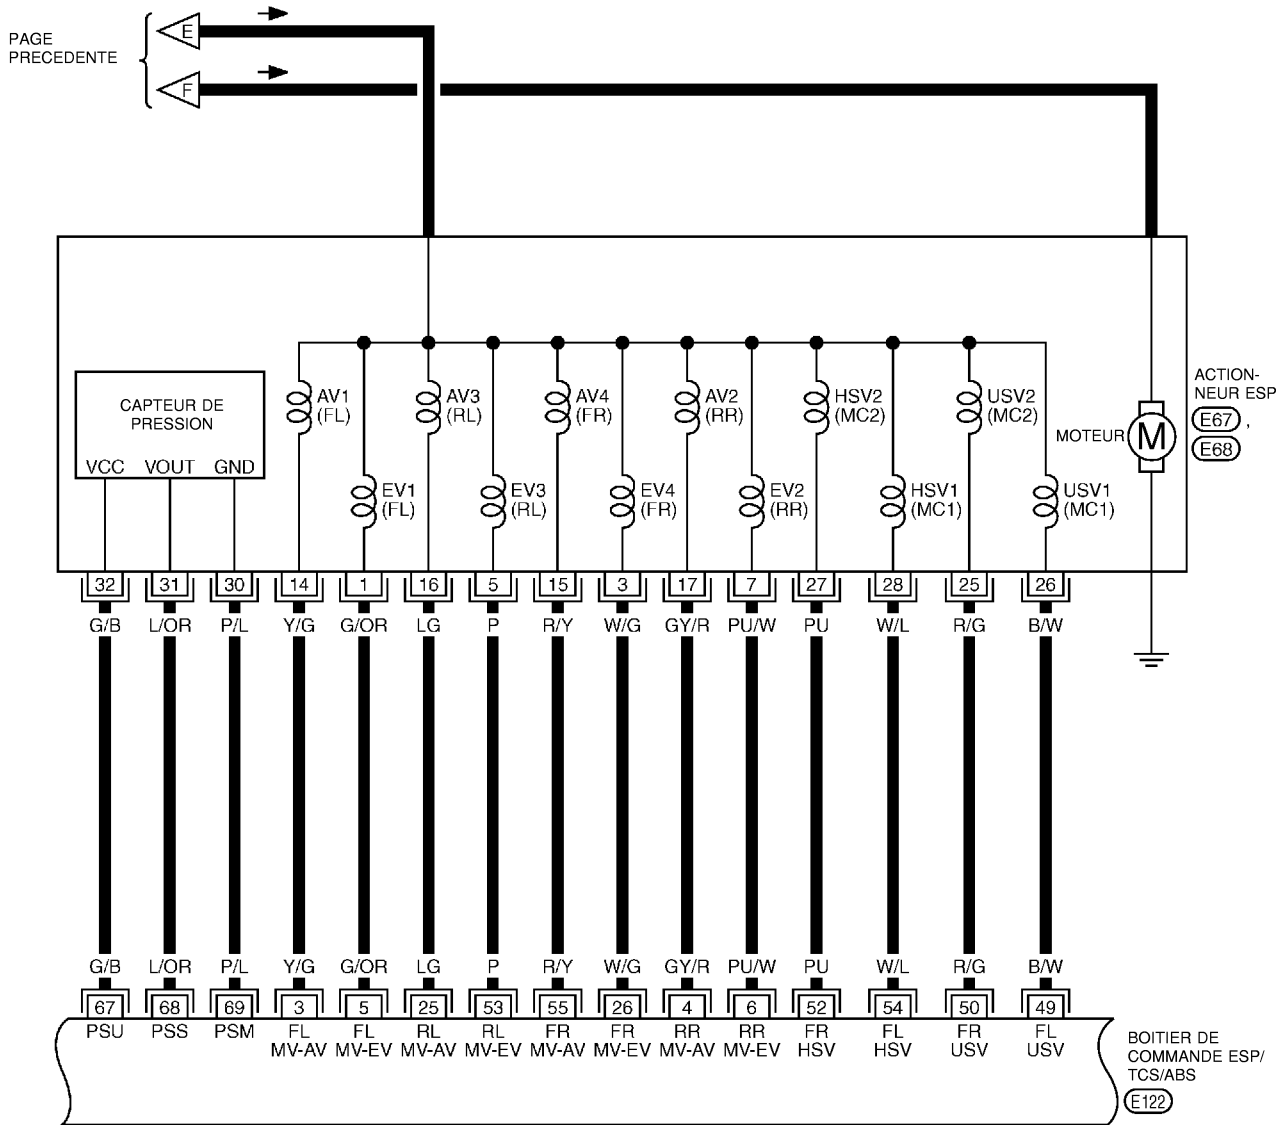 PAGE
PRECEDENTE
E
F
AV1
(FL)
AV3
(RL)
AV4
(FR)
AV2
(RR)
HSV2
(MC2)
USV2
(MC2)
CAPTEUR DE
PRESSION
VCC VOUT GND
EV1
(FL)
EV3
(RL)
EV4
(FR)
EV2
(RR)
HSV1
(MC1)
USV1
(MC1)
MOTEUR
M
ACTION-
NEUR ESP
E67 ,
E68
32 31 30 14 1 16 5 15 3 17 7 27 28 25 26
G/B L/OR P/L Y/G G/OR LG P R/Y W/G GY/R PU/W PU W/L R/G B/W
G/B L/OR P/L Y/G G/OR LG P R/Y W/G GY/R PU/W PU W/L R/G B/W
67 68 69 3 5 25 53 55 26 4 6 52 54 50 49
PSU PSS PSM FL FL RL RL FR FR RR RR FR FL FR FL
MV-AV MV-EV MV-AV MV-EV MV-AV MV-EV MV-AV MV-EV HSV HSV USV USV
BOITIER DE
COMMANDE ESP/
TCS/ABS
E122